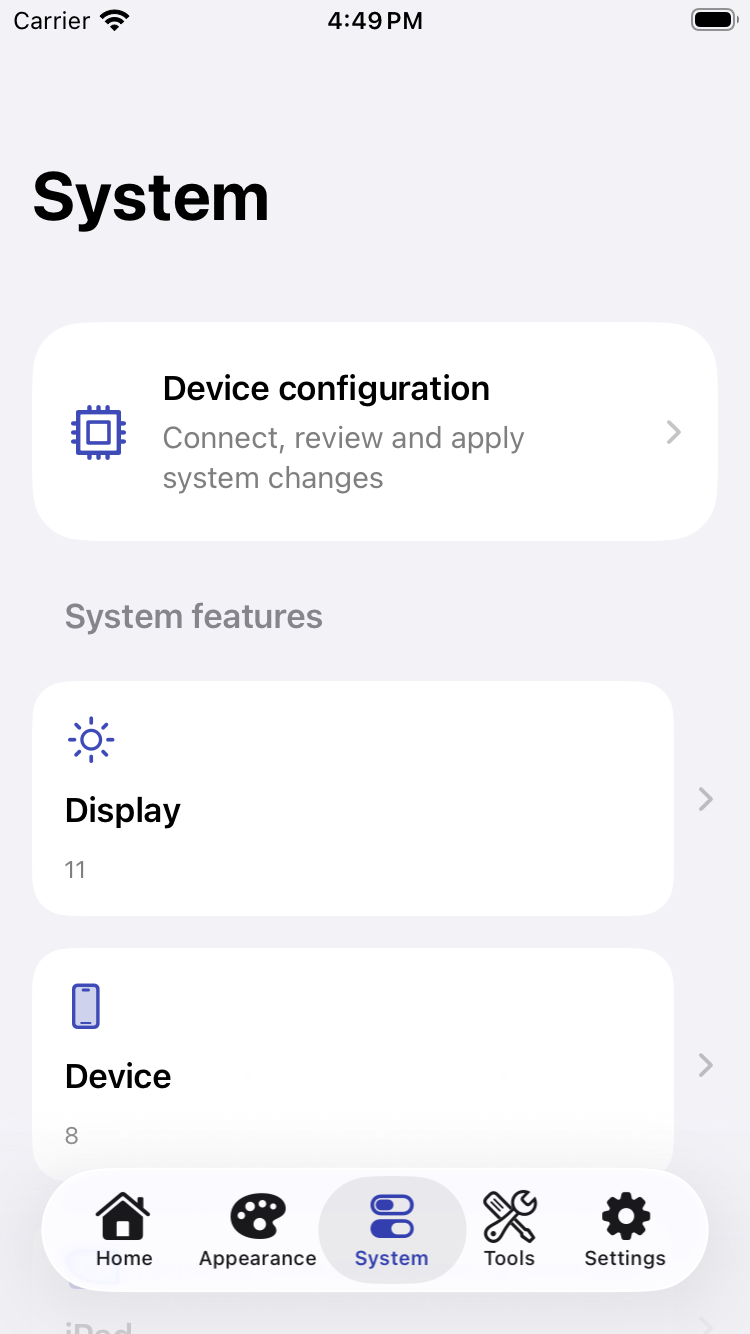 Carrier 4:49 PM
System
Device configuration
Connect, review and apply
system changes
System features
Display
11
Device
8
Home Appearance System Tools Settings
iPad